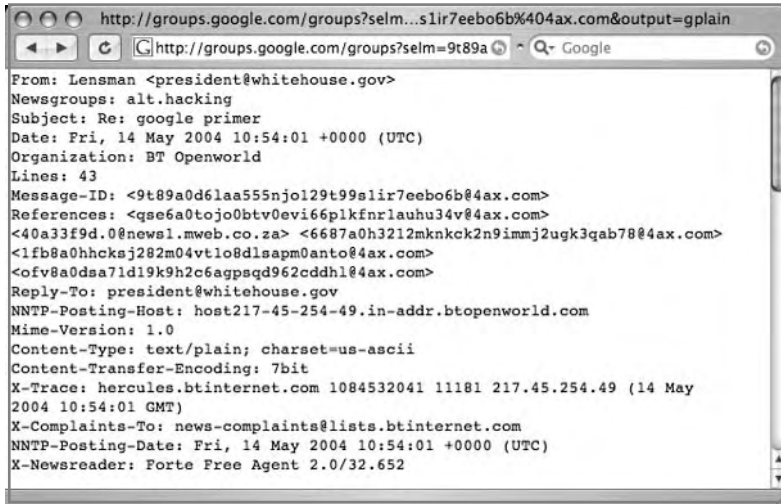 http://groups.google.com/groups?selm...s1ir7eebo6b%404ax.com&output=gplain
http://groups.google.com/groups?selm=9t89a Google
From: Lensman <president@whitehouse.gov>
Newsgroups: alt.hacking
Subject: Re: google primer
Date: Fri, 14 May 2004 10:54:01 +0000 (UTC)
Organization: BT Openworld
Lines: 43
Message-ID: <9t89a0d6laa555njol29t99slir7eebo6b@4ax.com>
References: <qse6a0tojo0btv0evi66plkfnrlauhu34v@4ax.com>
<40a33f9d.0@news1.mweb.co.za> <6687a0h3212mknkck2n9immj2ugk3qab78@4ax.com>
<1fb8a0hhcksj282m04vt1o8dlsapm0anto@4ax.com>
<ofv8a0dsa71d19k9h2c6agpsqd962cddhl@4ax.com>
Reply-To: president@whitehouse.gov
NNTP-Posting-Host: host217-45-254-49.in-addr.btopenworld.com
Mime-Version: 1.0
Content-Type: text/plain; charset=us-ascii
Content-Transfer-Encoding: 7bit
X-Trace: hercules.btinternet.com 1084532041 11181 217.45.254.49 (14 May
2004 10:54:01 GMT)
X-Complaints-To: news-complaints@lists.btinternet.com
NNTP-Posting-Date: Fri, 14 May 2004 10:54:01 +0000 (UTC)
X-Newsreader: Forte Free Agent 2.0/32.652